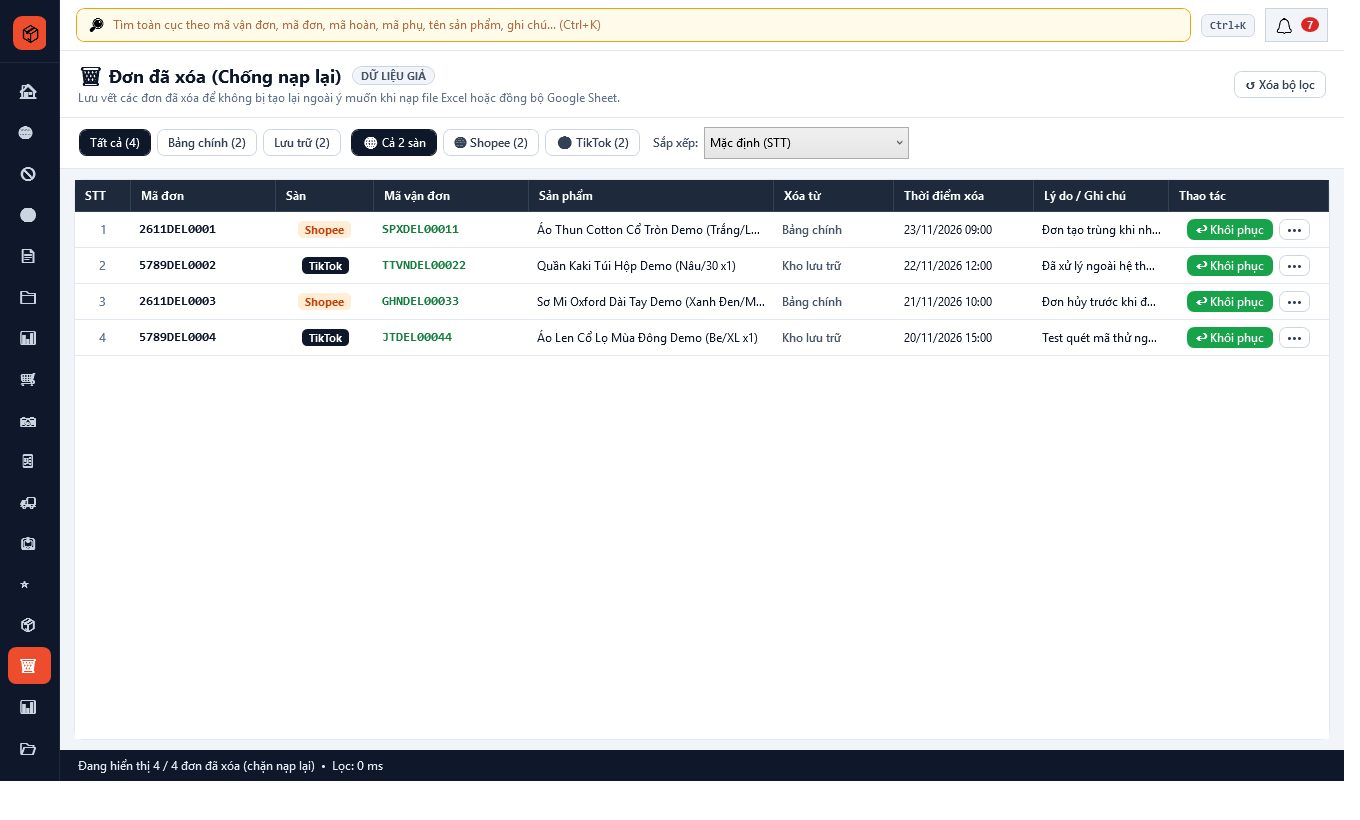 Tìm toàn cục theo mã vận đơn, mã đơn, mã hoàn, mã phụ, tên sản phẩm, ghi chú... (Ctrl+K)
Ctrl+K
7
Đơn đã xóa (Chống nạp lại)
DỮ LIỆU GIẢ
Lưu vết các đơn đã xóa để không bị tạo lại ngoài ý muốn khi nạp file Excel hoặc đồng bộ Google Sheet.
↺ Xóa bộ lọc
Tất cả (4)
Bảng chính (2)
Lưu trữ (2)
Cả 2 sàn
Shopee (2)
TikTok (2)
Sắp xếp:
Mặc định (STT)
STT Mã đơn Sàn Mã vận đơn Sản phẩm Xóa từ Thời điểm xóa Lý do / Ghi chú Thao tác
1 2611DEL0001 Shopee SPXDEL00011 Áo Thun Cotton Cổ Tròn Demo (Trắng/L... Bảng chính 23/11/2026 09:00 Đơn tạo trùng khi nh... ↩ Khôi phục •••
2 5789DEL0002 TikTok TTVNDEL00022 Quần Kaki Túi Hộp Demo (Nâu/30 x1) Kho lưu trữ 22/11/2026 12:00 Đã xử lý ngoài hệ th... ↩ Khôi phục •••
3 2611DEL0003 Shopee GHNDEL00033 Sơ Mi Oxford Dài Tay Demo (Xanh Đen/M... Bảng chính 21/11/2026 10:00 Đơn hủy trước khi đ... ↩ Khôi phục •••
4 5789DEL0004 TikTok JTDEL00044 Áo Len Cổ Lọ Mùa Đông Demo (Be/XL x1) Kho lưu trữ 20/11/2026 15:00 Test quét mã thử ng... ↩ Khôi phục •••
Đang hiển thị 4 / 4 đơn đã xóa (chặn nạp lại) • Lọc: 0 ms